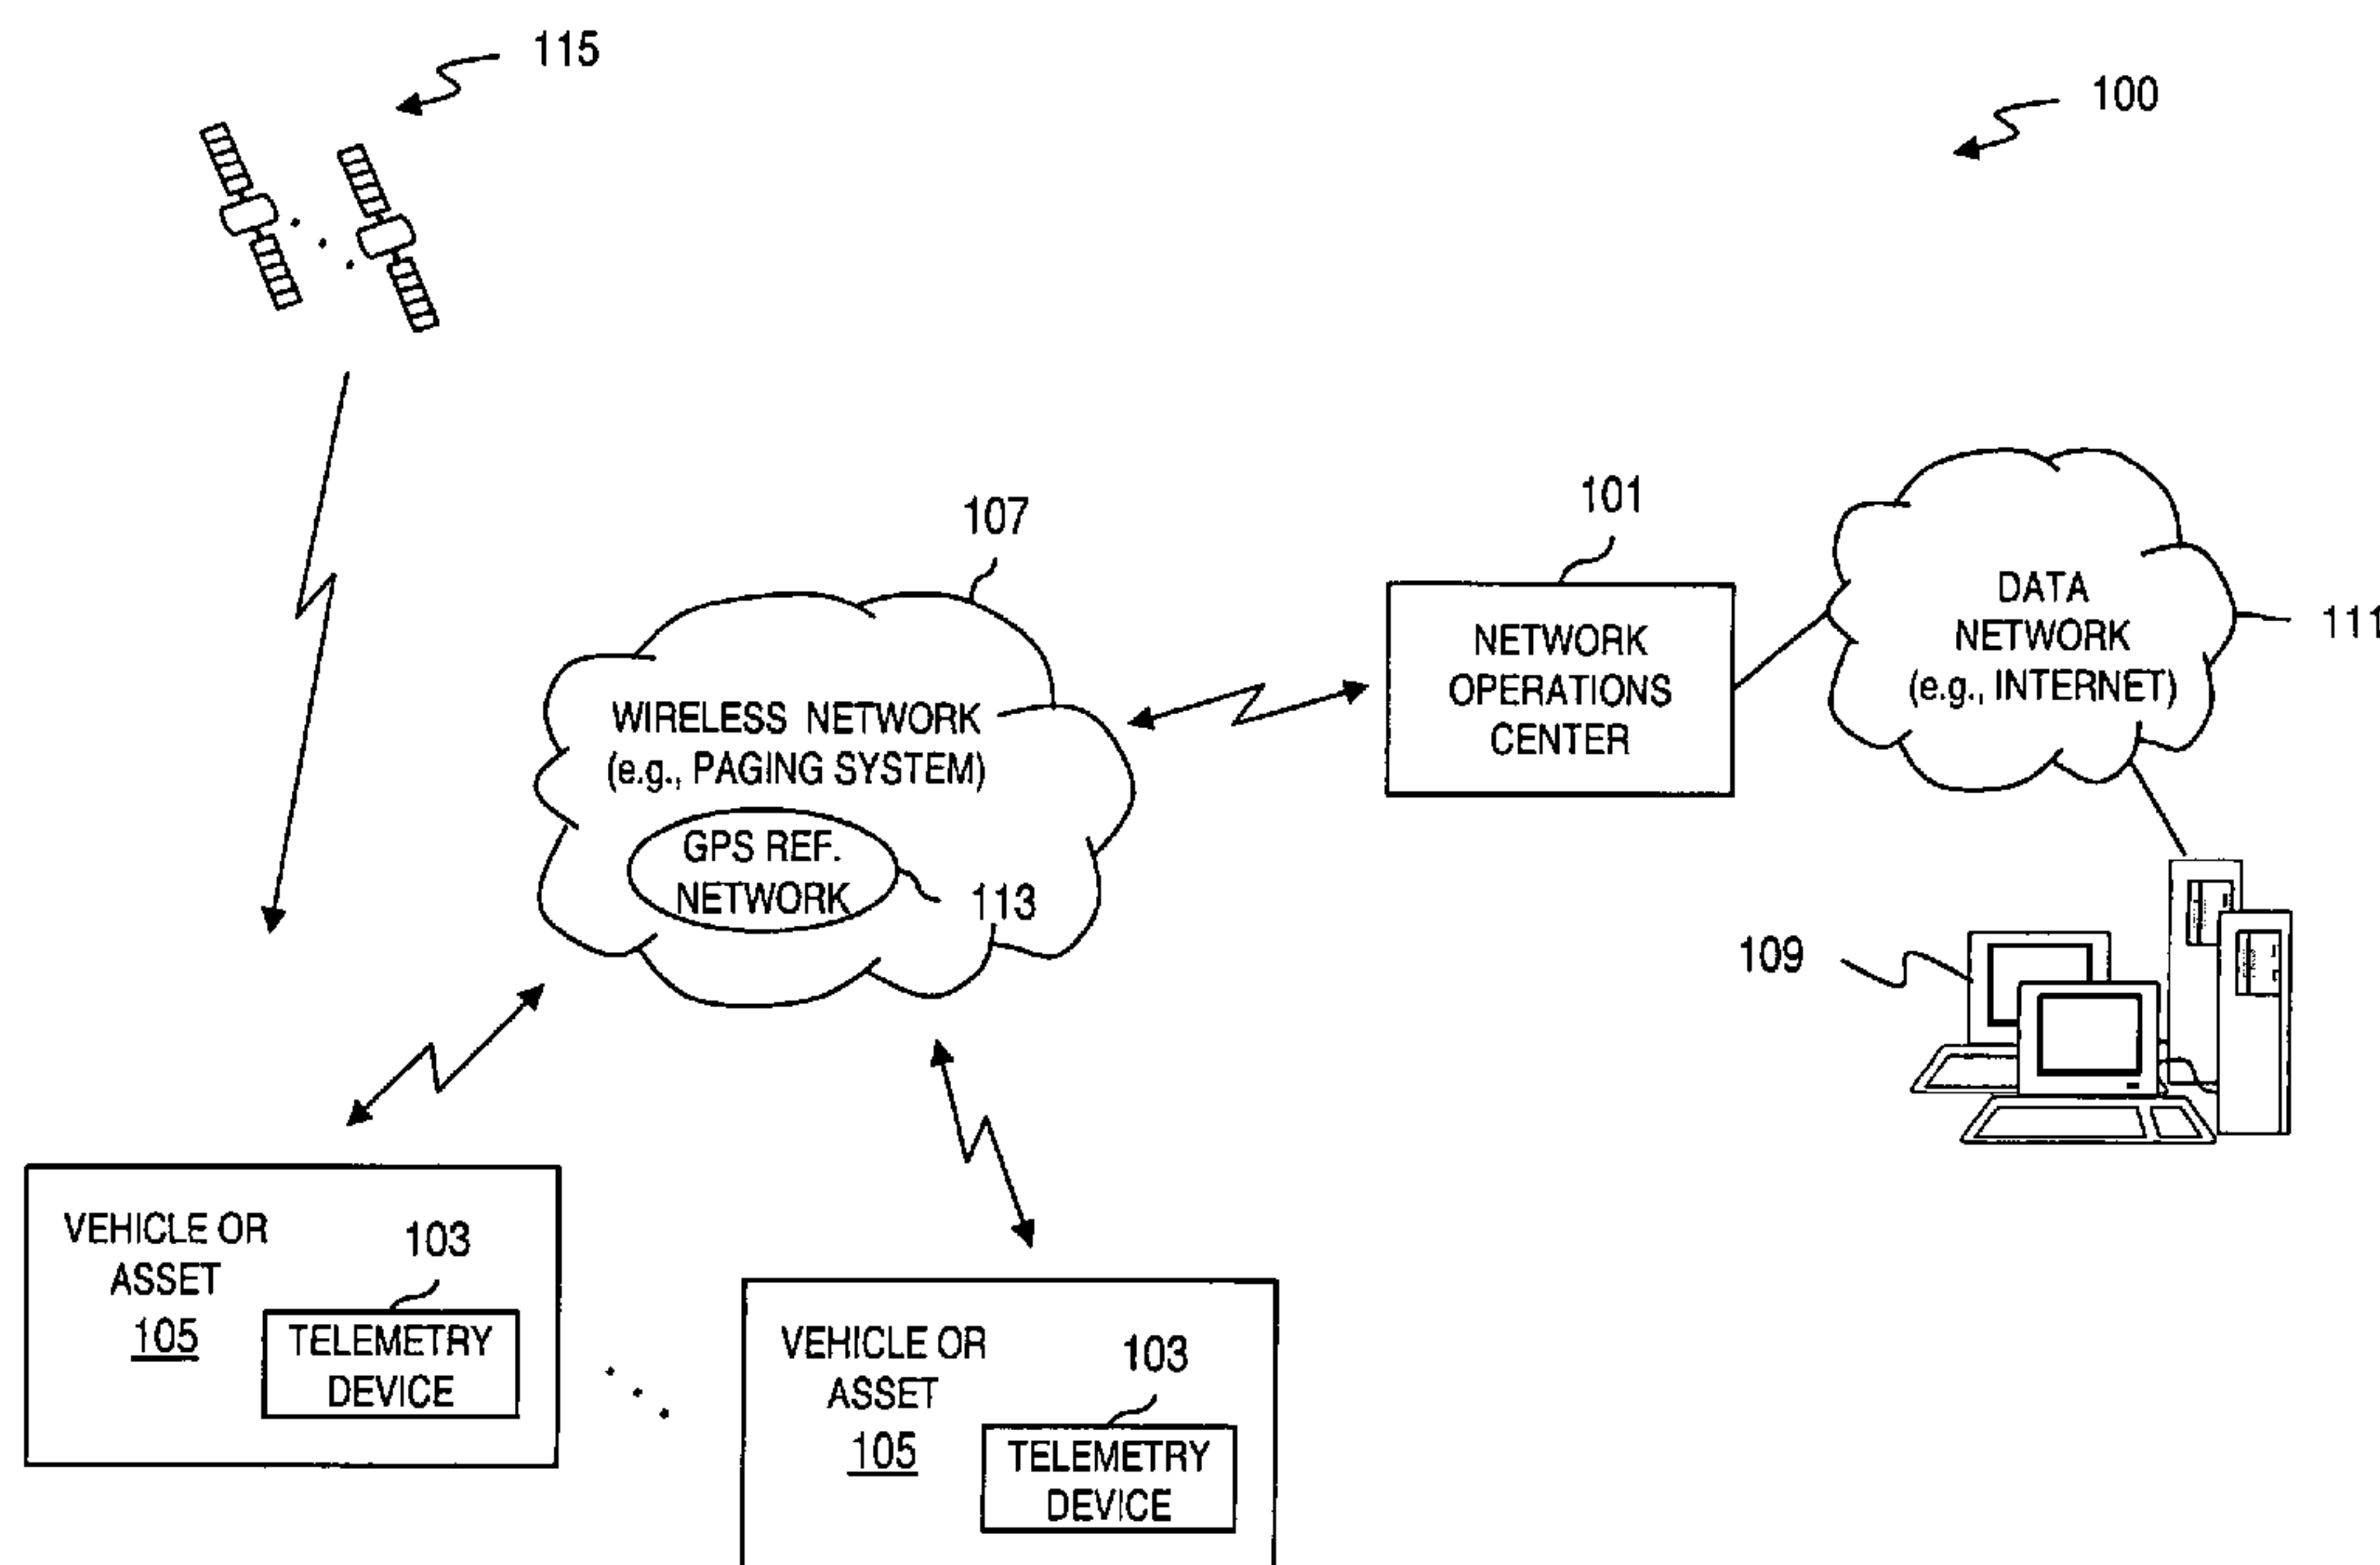 115
100
107
101
DATA
NETWORK
(e.g., INTERNET)
111
NETWORK
OPERATIONS
CENTER
WIRELESS NETWORK
(e.g., PAGING SYSTEM)
GPS REF.
NETWORK
113
109
VEHICLE OR
ASSET
105
103
TELEMETRY
DEVICE
VEHICLE OR
ASSET
105
103
TELEMETRY
DEVICE